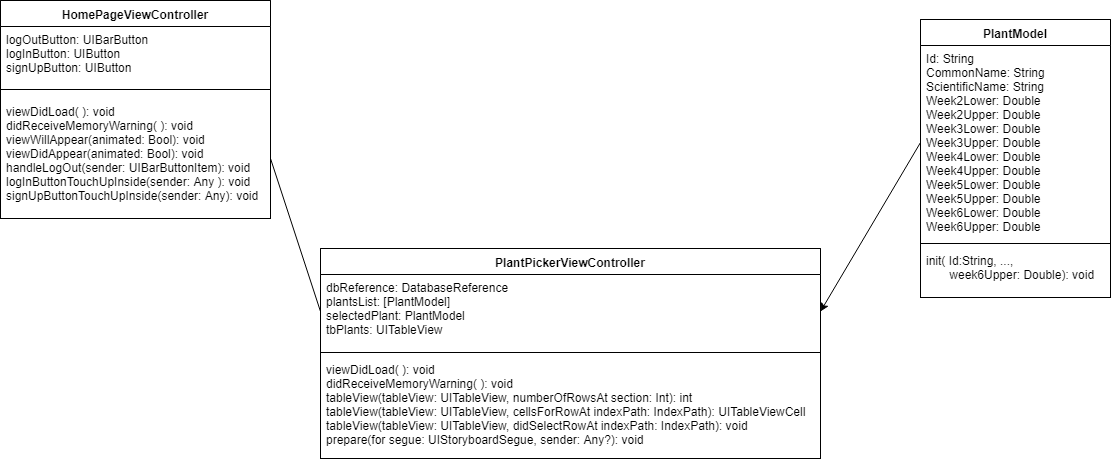 HomePageViewController
logOutButton: UIBarButton
logInButton: UIButton
signUpButton: UIButton
viewDidLoad( ): void
didReceiveMemoryWarning( ): void
viewWillAppear(animated: Bool): void
viewDidAppear(animated: Bool): void
handleLogOut(sender: UIBarButtonItem): void
logInButtonTouchUpInside(sender: Any ): void
signUpButtonTouchUpInside(sender: Any): void
PlantModel
Id: String
CommonName: String
ScientificName: String
Week2Lower: Double
Week2Upper: Double
Week3Lower: Double
Week3Upper: Double
Week4Lower: Double
Week4Upper: Double
Week5Lower: Double
Week5Upper: Double
Week6Lower: Double
Week6Upper: Double
init( Id:String, ...,
week6Upper: Double): void
PlantPickerViewController
dbReference: DatabaseReference
plantsList: [PlantModel]
selectedPlant: PlantModel
tbPlants: UITableView
viewDidLoad( ): void
didReceiveMemoryWarning( ): void
tableView(tableView: UITableView, numberOfRowsAt section: Int): int
tableView(tableView: UITableView, cellsForRowAt indexPath: IndexPath): UITableViewCell
tableView(tableView: UITableView, didSelectRowAt indexPath: IndexPath): void
prepare(for segue: UIStoryboardSegue, sender: Any?): void